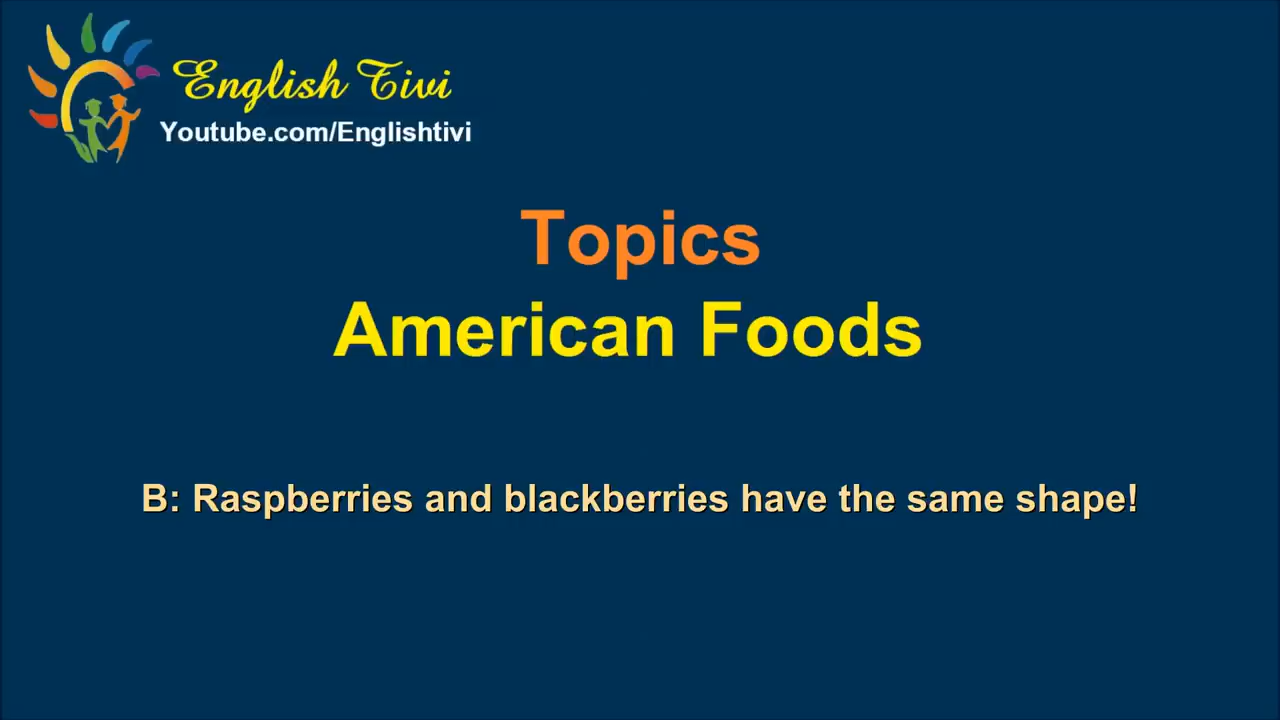 English Tivi
Youtube.com/Englishtivi
Topics
American Foods
B: Raspberries and blackberries have the same shape!